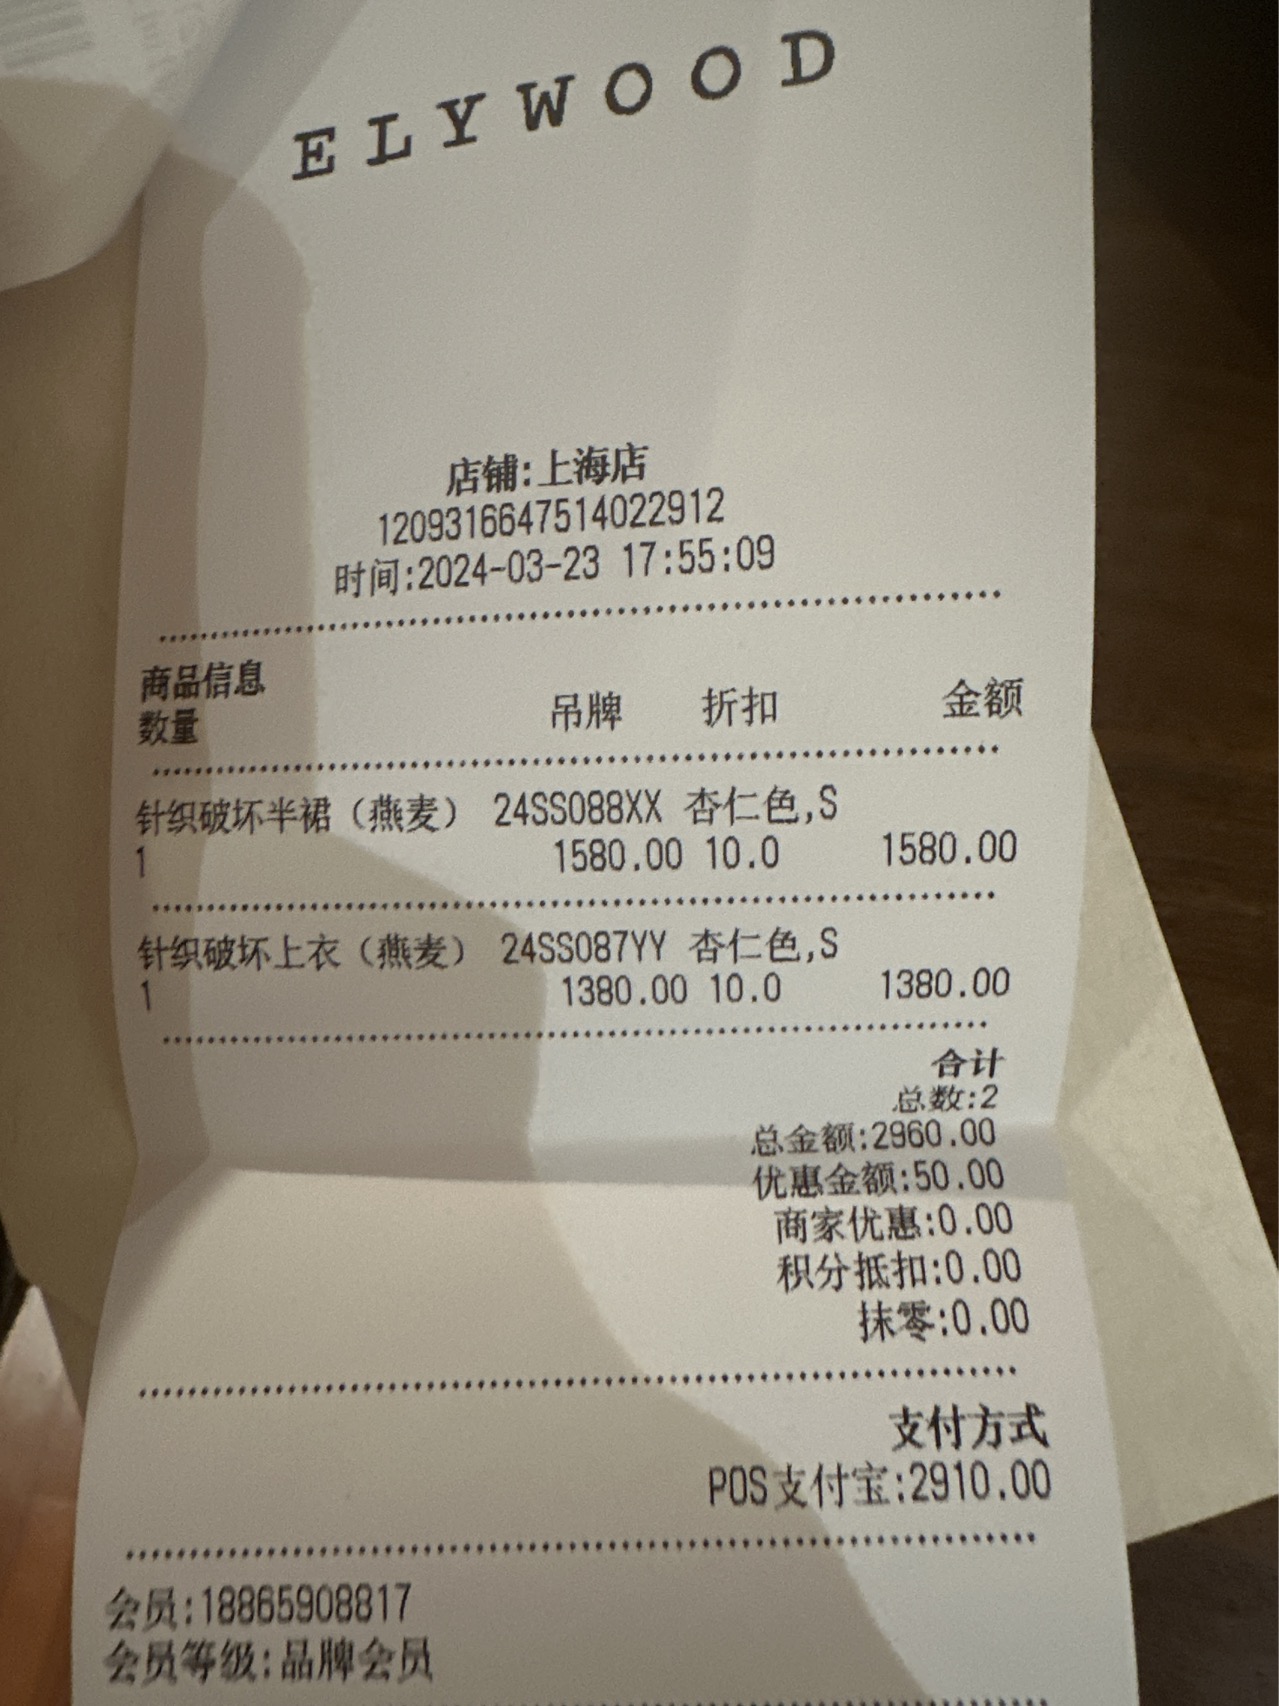 ELYWOOD
店铺:上海店
1209316647514022912
时间:2024-03-23 17:55:09
商品信息
数量 吊牌 折扣 金额
针织破坏半裙（燕麦） 24SS088XX 杏仁色,S
1 1580.00 10.0 1580.00
针织破坏上衣（燕麦） 24SS087YY 杏仁色,S
1 1380.00 10.0 1380.00
合计
总数:2
总金额:2960.00
优惠金额:50.00
商家优惠:0.00
积分抵扣:0.00
抹零:0.00
支付方式
POS支付宝:2910.00
会员:18865908817
会员等级:品牌会员